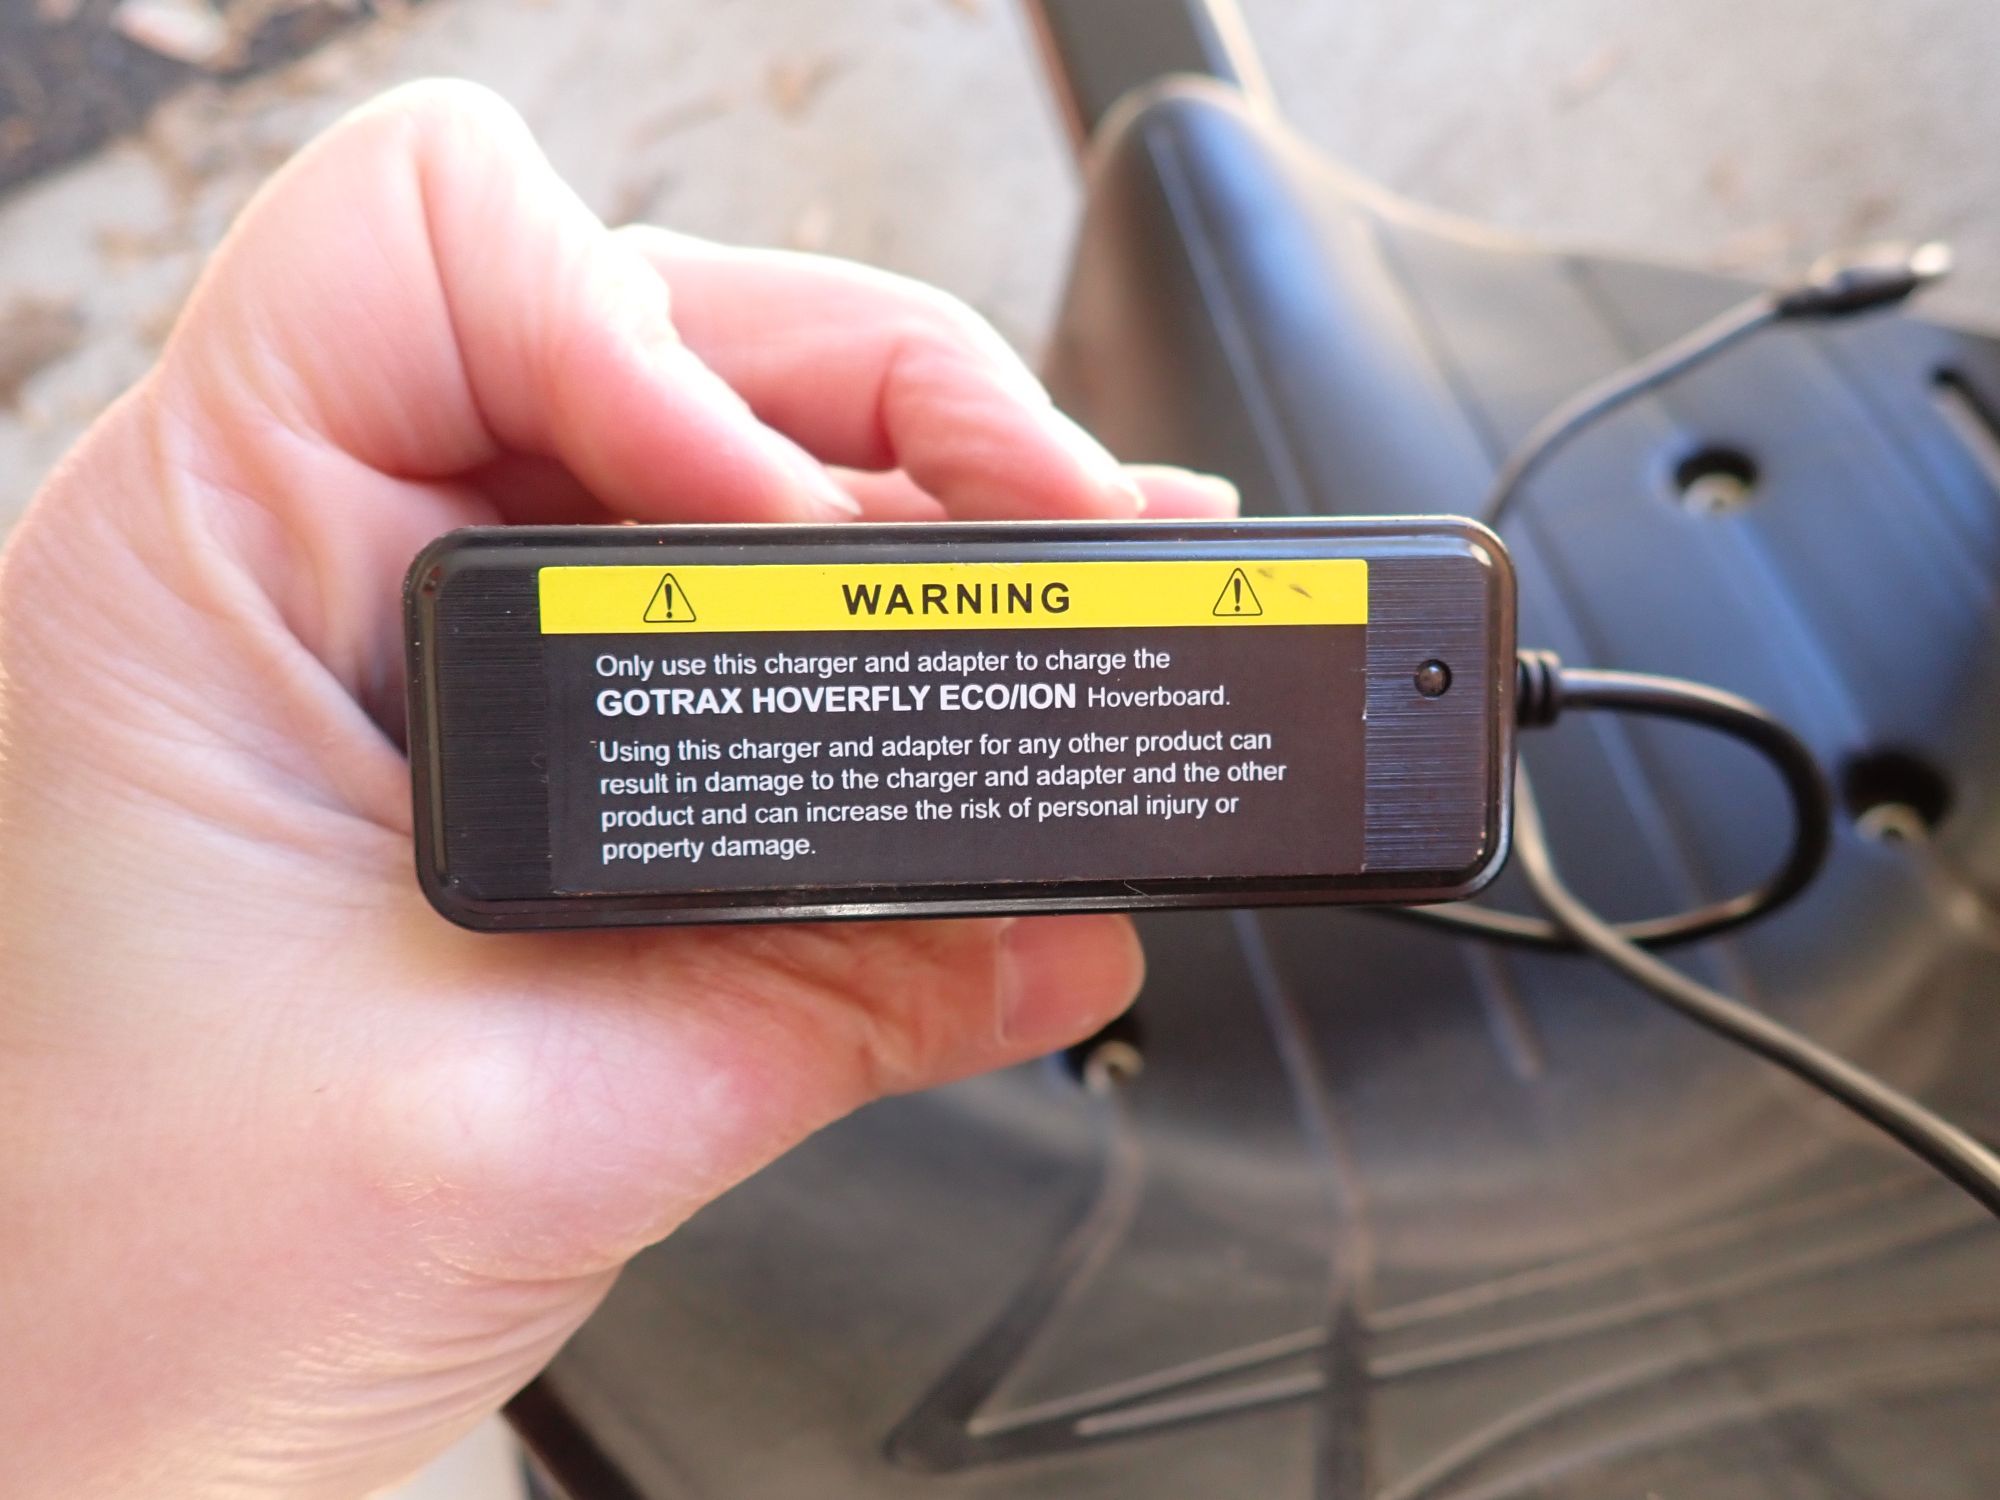 WARNING
Only use this charger and adapter to charge the
GOTRAX HOVERFLY ECO/ION Hoverboard.
Using this charger and adapter for any other product can
result in damage to the charger and adapter and the other
product and can increase the risk of personal injury or
property damage.